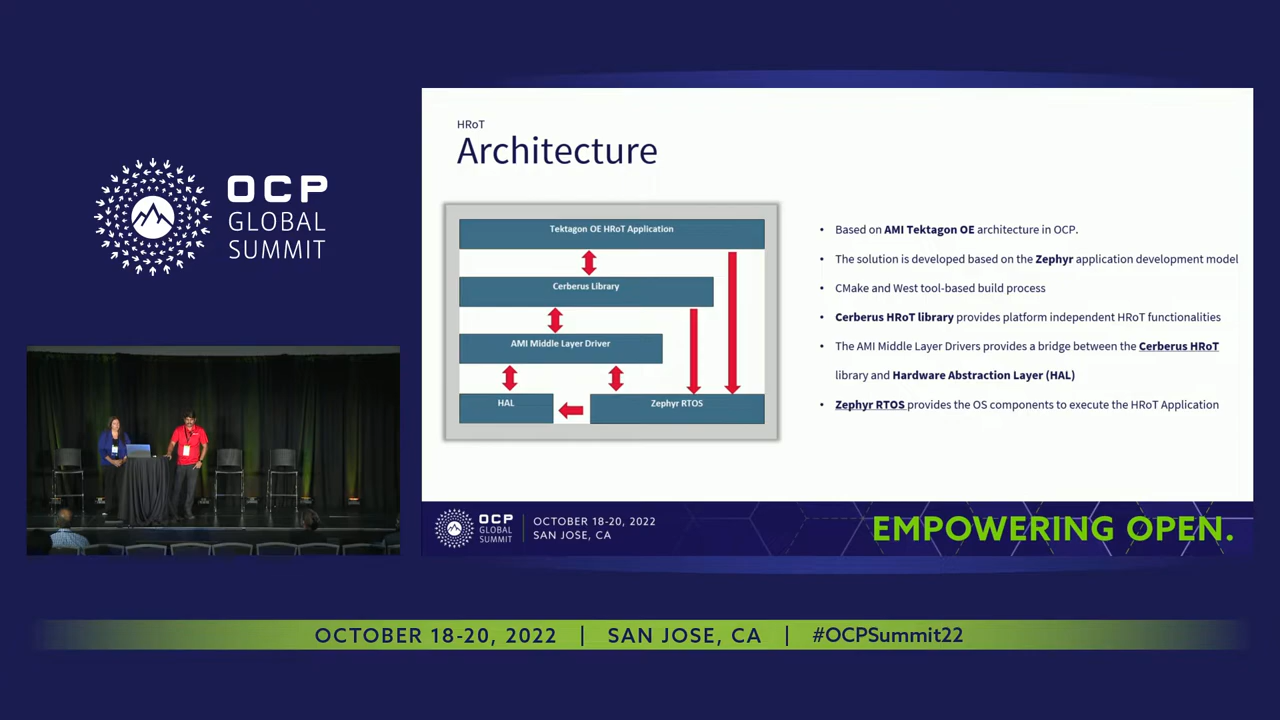 OCP
GLOBAL
SUMMIT
HRoT
Architecture
Tektagon OE HRoT Application
Cerberus Library
AMI Middle Layer Driver
HAL
Zephyr RTOS
• Based on AMI Tektagon OE architecture in OCP.
• The solution is developed based on the Zephyr application development model
• CMake and West tool-based build process
• Cerberus HRoT library provides platform independent HRoT functionalities
• The AMI Middle Layer Drivers provides a bridge between the Cerberus HRoT
library and Hardware Abstraction Layer (HAL)
• Zephyr RTOS provides the OS components to execute the HRoT Application
OCP
GLOBAL
SUMMIT
OCTOBER 18-20, 2022
SAN JOSE, CA
EMPOWERING OPEN.
OCTOBER 18-20, 2022 | SAN JOSE, CA | #OCPSummit22